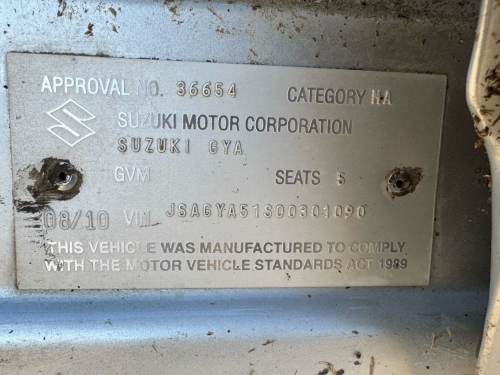 APPROVAL NO. 36654 CATEGORY MA
SUZUKI MOTOR CORPORATION
SUZUKI GYA
GVM SEATS 5
08/10 VIN JSAGYA51S00301090
THIS VEHICLE WAS MANUFACTURED TO COMPLY
WITH THE MOTOR VEHICLE STANDARDS ACT 1989